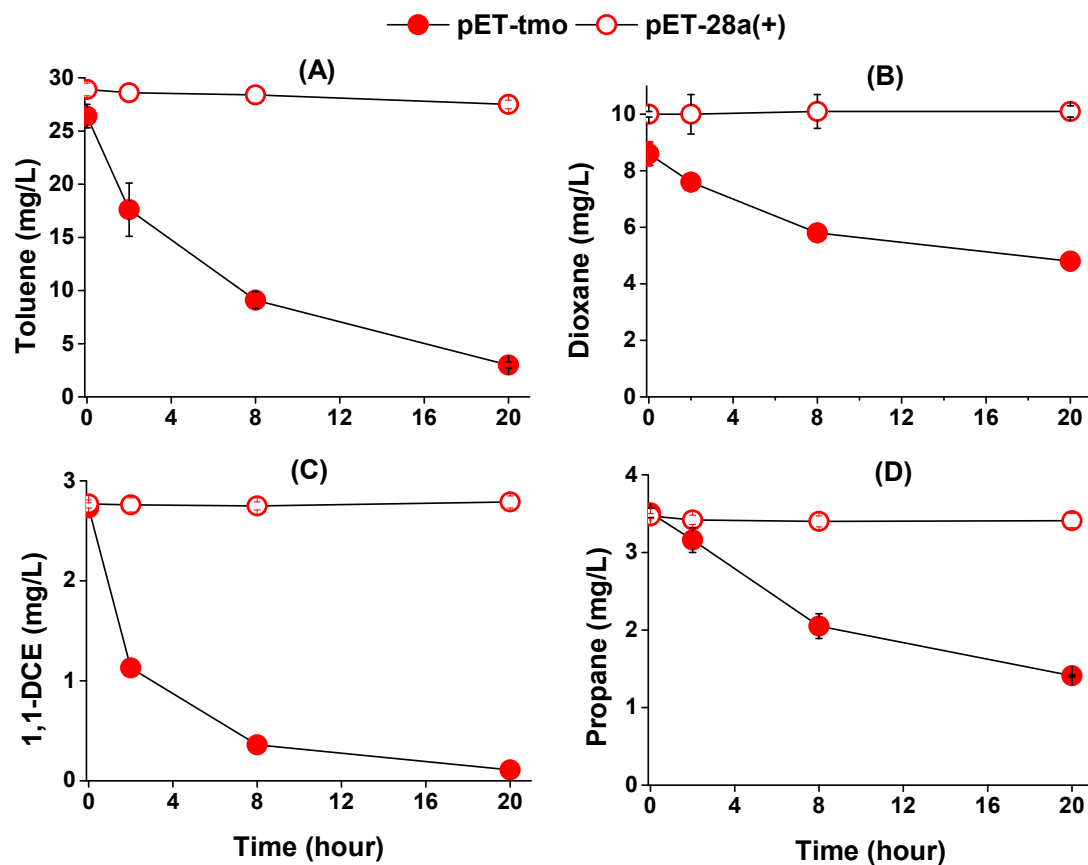 pET-tmo pET-28a(+)
(A)
Toluene (mg/L)
30
25
20
15
10
5
0
0 4 8 12 16 20
(B)
Dioxane (mg/L)
10
8
6
4
2
0
0 4 8 12 16 20
(C)
1,1-DCE (mg/L)
3
2
1
0
0 4 8 12 16 20
Time (hour)
(D)
Propane (mg/L)
4
3
2
1
0
0 4 8 12 16 20
Time (hour)